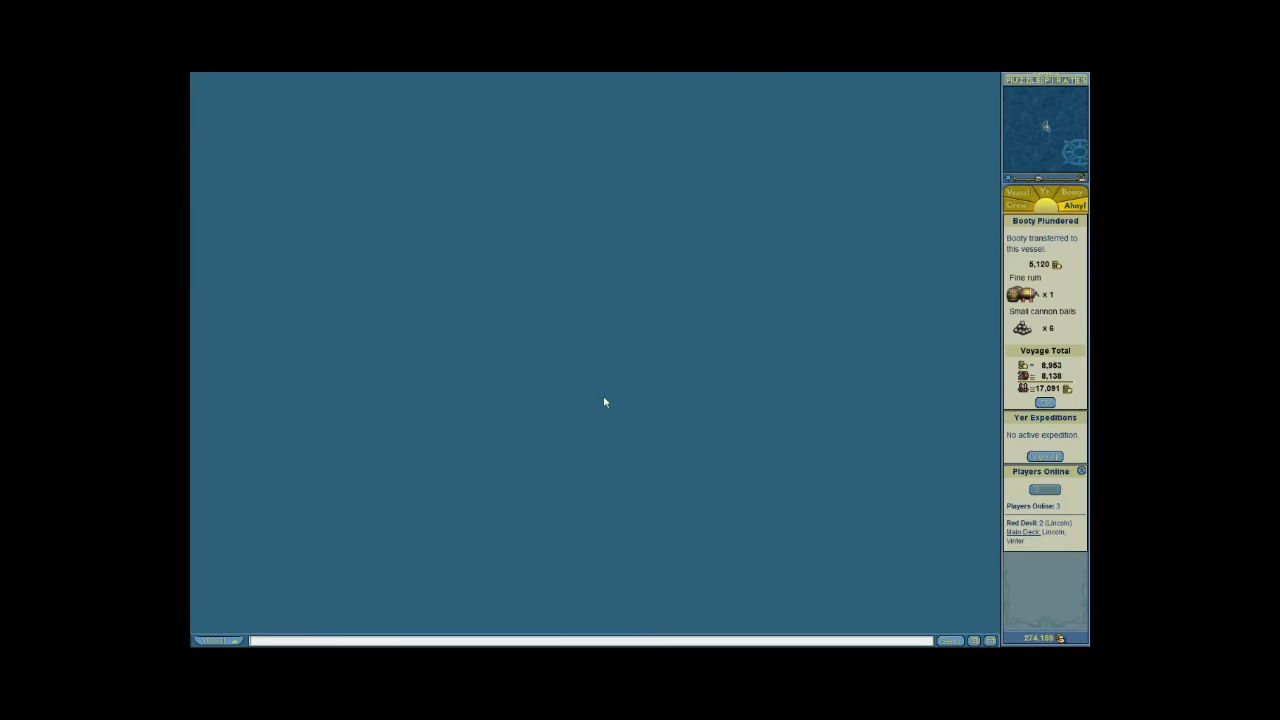 PUZZLE PIRATES
Vessel Ye Booty
Crew Ahoy!
Booty Plundered
Booty transferred to
this vessel.
5,120
Fine rum
x 1
Small cannon balls
x 6
Voyage Total
= 8,953
= 8,138
=17,091
Yer Expeditions
No active expedition
Players Online
Players Online: 3
Red Devil: 2 (Lincoln)
Main Deck: Lincoln,
Vinter
Send
274,159